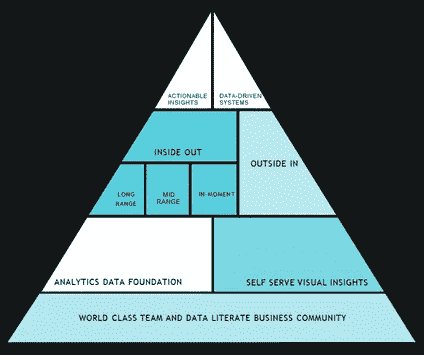 ACTIONABLE
INSIGHTS
DATA-DRIVEN
SYSTEMS
INSIDE OUT
OUTSIDE IN
LONG
RANGE
MID
RANGE
IN-MOMENT
ANALYTICS DATA FOUNDATION
SELF SERVE VISUAL INSIGHTS
WORLD CLASS TEAM AND DATA LITERATE BUSINESS COMMUNITY